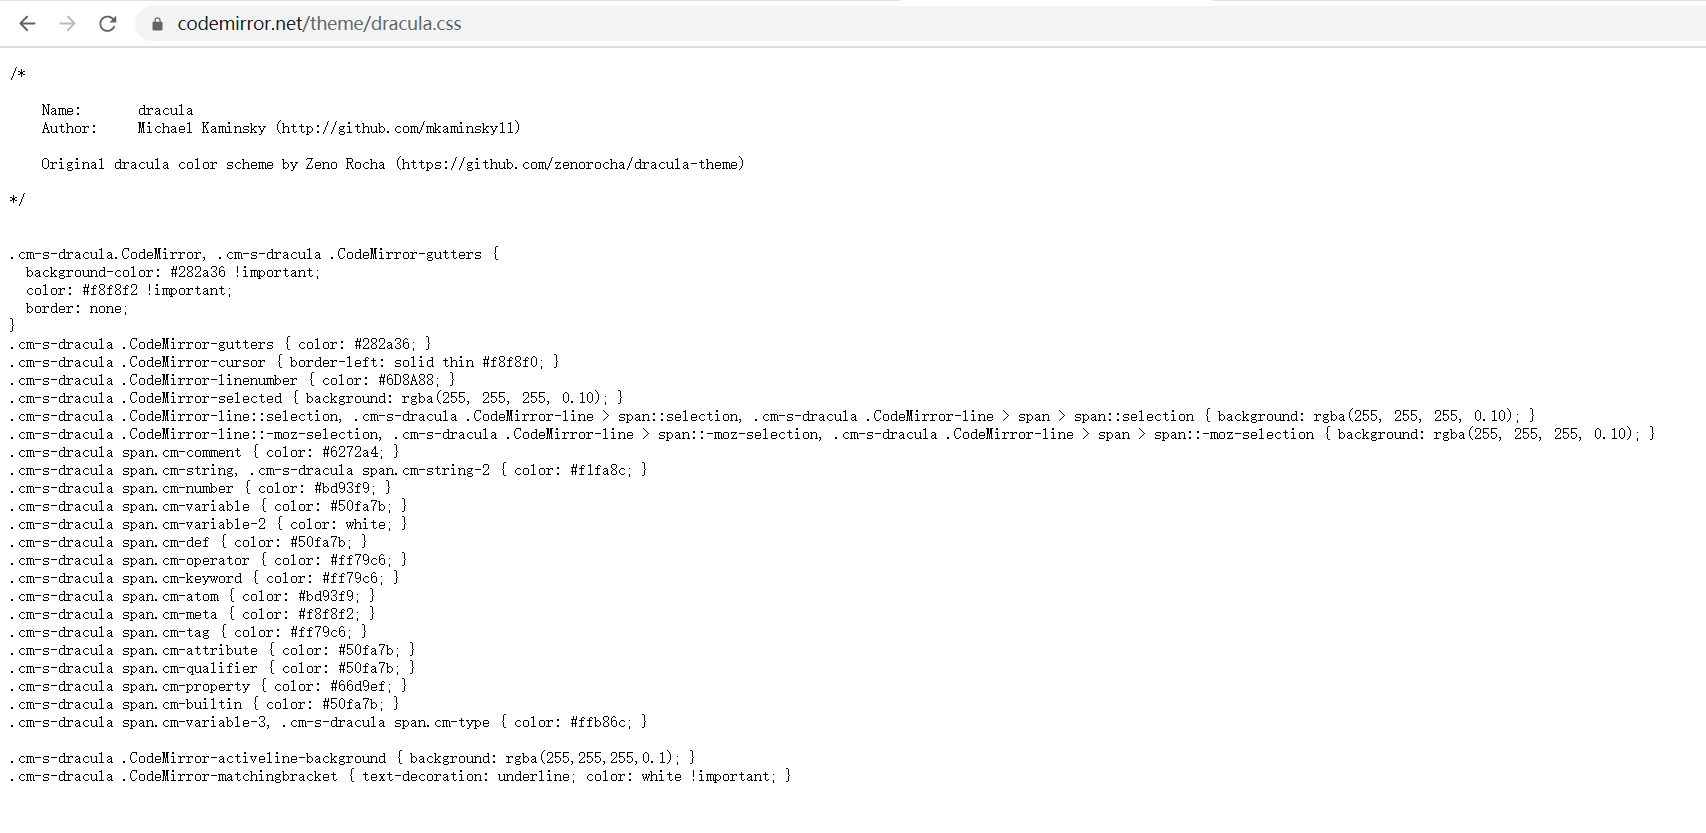 codemirror.net/theme/dracula.css
/*
Name: dracula
Author: Michael Kaminsky (http://github.com/mkaminsky11)
Original dracula color scheme by Zeno Rocha (https://github.com/zenorocha/dracula-theme)
*/
.cm-s-dracula.CodeMirror, .cm-s-dracula .CodeMirror-gutters {
background-color: #282a36 !important;
color: #f8f8f2 !important;
border: none;
}
.cm-s-dracula .CodeMirror-gutters { color: #282a36; }
.cm-s-dracula .CodeMirror-cursor { border-left: solid thin #f8f8f0; }
.cm-s-dracula .CodeMirror-linenumber { color: #6D8A88; }
.cm-s-dracula .CodeMirror-selected { background: rgba(255, 255, 255, 0.10); }
.cm-s-dracula .CodeMirror-line::selection, .cm-s-dracula .CodeMirror-line > span::selection, .cm-s-dracula .CodeMirror-line > span > span::selection { background: rgba(255, 255, 255, 0.10); }
.cm-s-dracula .CodeMirror-line::-moz-selection, .cm-s-dracula .CodeMirror-line > span::-moz-selection, .cm-s-dracula .CodeMirror-line > span > span::-moz-selection { background: rgba(255, 255, 255, 0.10); }
.cm-s-dracula span.cm-comment { color: #6272a4; }
.cm-s-dracula span.cm-string, .cm-s-dracula span.cm-string-2 { color: #f1fa8c; }
.cm-s-dracula span.cm-number { color: #bd93f9; }
.cm-s-dracula span.cm-variable { color: #50fa7b; }
.cm-s-dracula span.cm-variable-2 { color: white; }
.cm-s-dracula span.cm-def { color: #50fa7b; }
.cm-s-dracula span.cm-operator { color: #ff79c6; }
.cm-s-dracula span.cm-keyword { color: #ff79c6; }
.cm-s-dracula span.cm-atom { color: #bd93f9; }
.cm-s-dracula span.cm-meta { color: #f8f8f2; }
.cm-s-dracula span.cm-tag { color: #ff79c6; }
.cm-s-dracula span.cm-attribute { color: #50fa7b; }
.cm-s-dracula span.cm-qualifier { color: #50fa7b; }
.cm-s-dracula span.cm-property { color: #66d9ef; }
.cm-s-dracula span.cm-builtin { color: #50fa7b; }
.cm-s-dracula span.cm-variable-3, .cm-s-dracula span.cm-type { color: #ffb86c; }
.cm-s-dracula .CodeMirror-activeline-background { background: rgba(255,255,255,0.1); }
.cm-s-dracula .CodeMirror-matchingbracket { text-decoration: underline; color: white !important; }